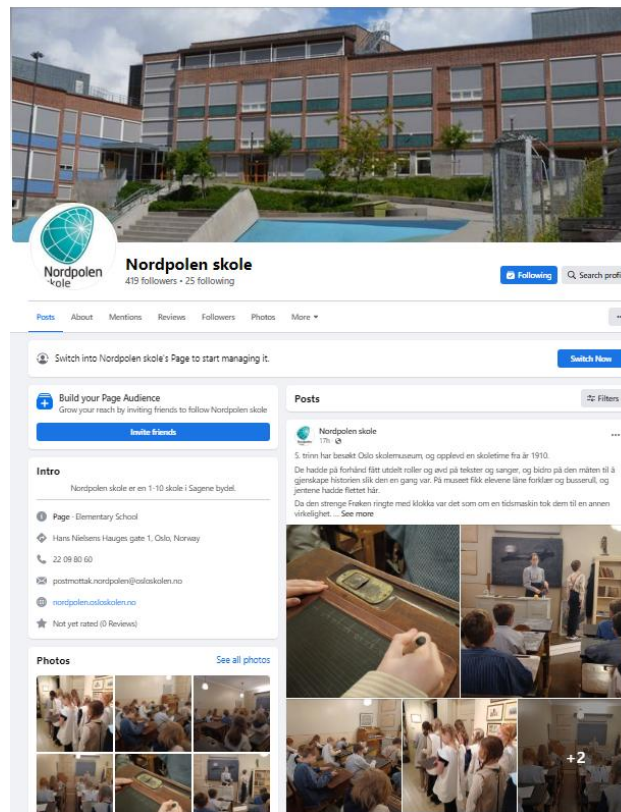 Nordpolen
skole
Nordpolen skole
419 followers • 25 following
Following
Search profi
Posts
About
Mentions
Reviews
Followers
Photos
More
Switch into Nordpolen skole's Page to start managing it.
Switch Now
Build your Page Audience
Grow your reach by inviting friends to follow Nordpolen skole
Invite friends
Intro
Nordpolen skole er en 1-10 skole i Sagene bydel.
Page · Elementary School
Hans Nielsens Hauges gate 1, Oslo, Norway
22 09 80 60
postmottak.nordpolen@osloskolen.no
nordpolen.osloskolen.no
Not yet rated (0 Reviews)
Photos
See all photos
Posts
Filters
Nordpolen skole
17h
5. trinn har besøkt Oslo skolemuseum, og opplevd en skoletime fra år 1910.
De hadde på forhånd fått utdelt roller og øvd på tekster og sanger, og bidro på den måten til å
gjenskape historien slik den en gang var. På museet fikk elevene låne forklær og busserull, og
jentene hadde flettet hår.
Da den strenge Frøken ringte med klokka var det som om en tidsmaskin tok dem til en annen
virkelighet. ... See more
+2